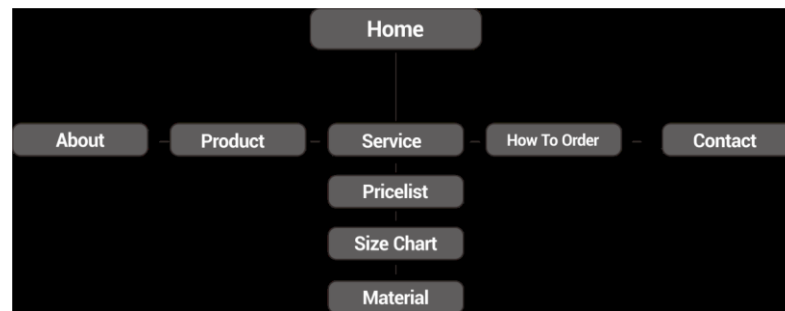 Home
About Product Service How To Order Contact
Pricelist
Size Chart
Material